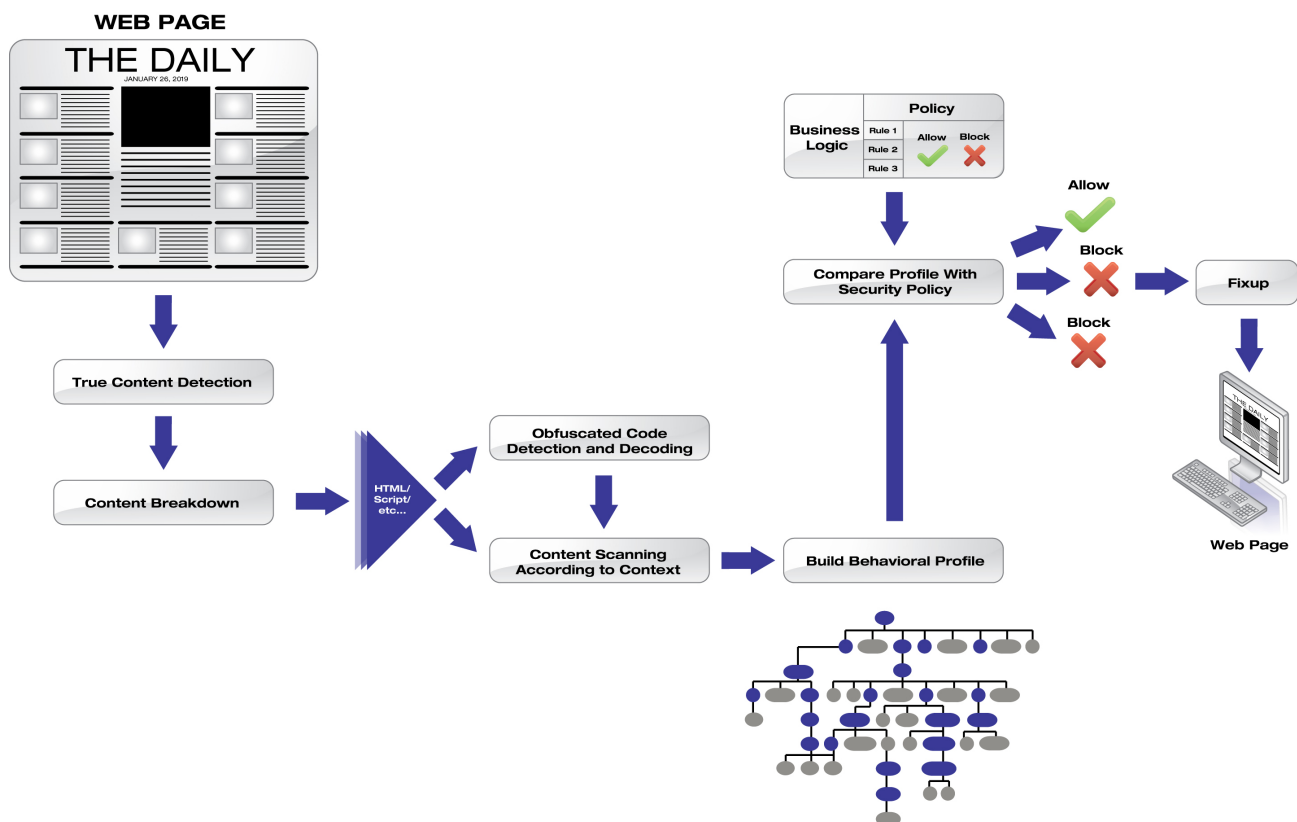 WEB PAGE
THE DAILY
JANUARY 26, 2019
True Content Detection
Content Breakdown
HTML/
Script/
etc...
Obfuscated Code
Detection and Decoding
Content Scanning
According to Context
Build Behavioral Profile
Business
Logic
Policy
Rule 1
Rule 2
Rule 3
Allow
Block
Compare Profile With
Security Policy
Allow
Block
Block
Fixup
THE DAILY
Web Page